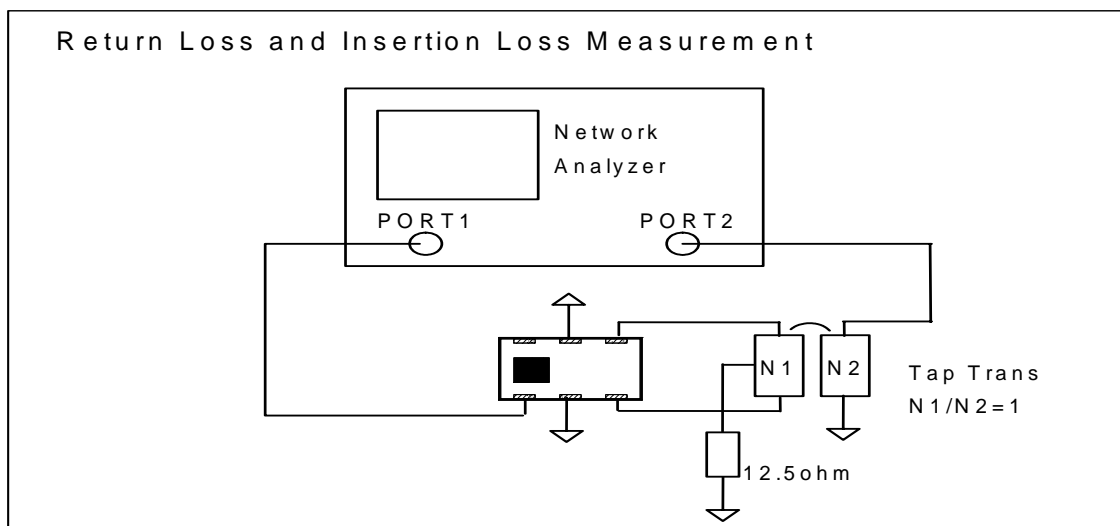 Return Loss and Insertion Loss Measurement
Network
Analyzer
PORT1
PORT2
N1
N2
Tap Trans
N1/N2=1
12.5ohm